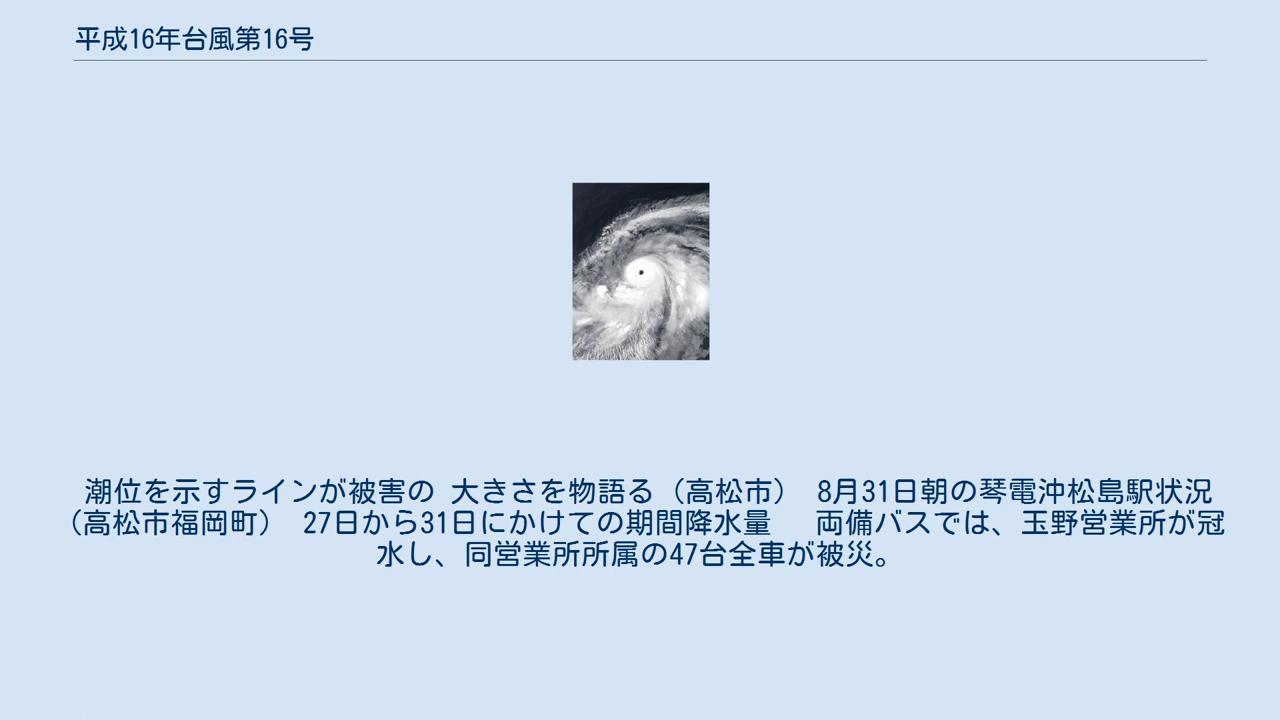 平成16年台風第16号
潮位を示すラインが被害の 大きさを物語る（高松市） 8月31日朝の琴電沖松島駅状況
（高松市福岡町） 27日から31日にかけての期間降水量 両備バスでは、玉野営業所が冠
水し、同営業所所属の47台全車が被災。